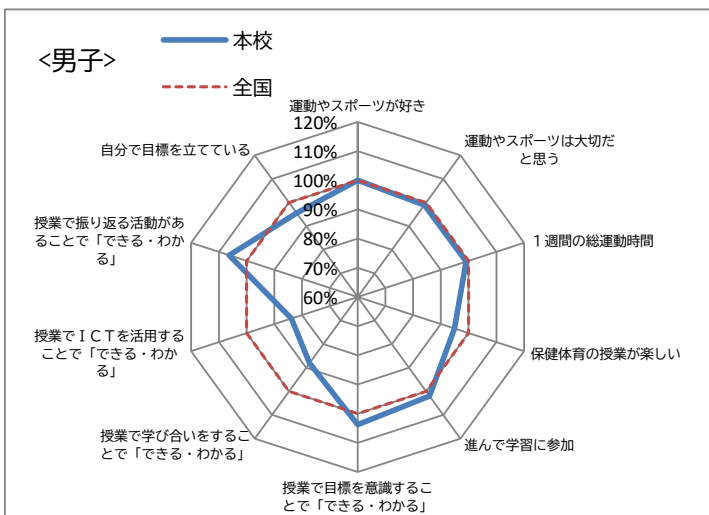 <男子>
本校
全国
運動やスポーツが好き
運動やスポーツは大切だ
と思う
１週間の総運動時間
保健体育の授業が楽しい
進んで学習に参加
授業で目標を意識するこ
とで「できる・わかる」
授業で学び合いをするこ
とで「できる・わかる」
授業でＩＣＴを活用する
ことで「できる・わか
る」
授業で振り返る活動があ
ることで「できる・わか
る」
自分で目標を立てている
120%
110%
100%
90%
80%
70%
60%